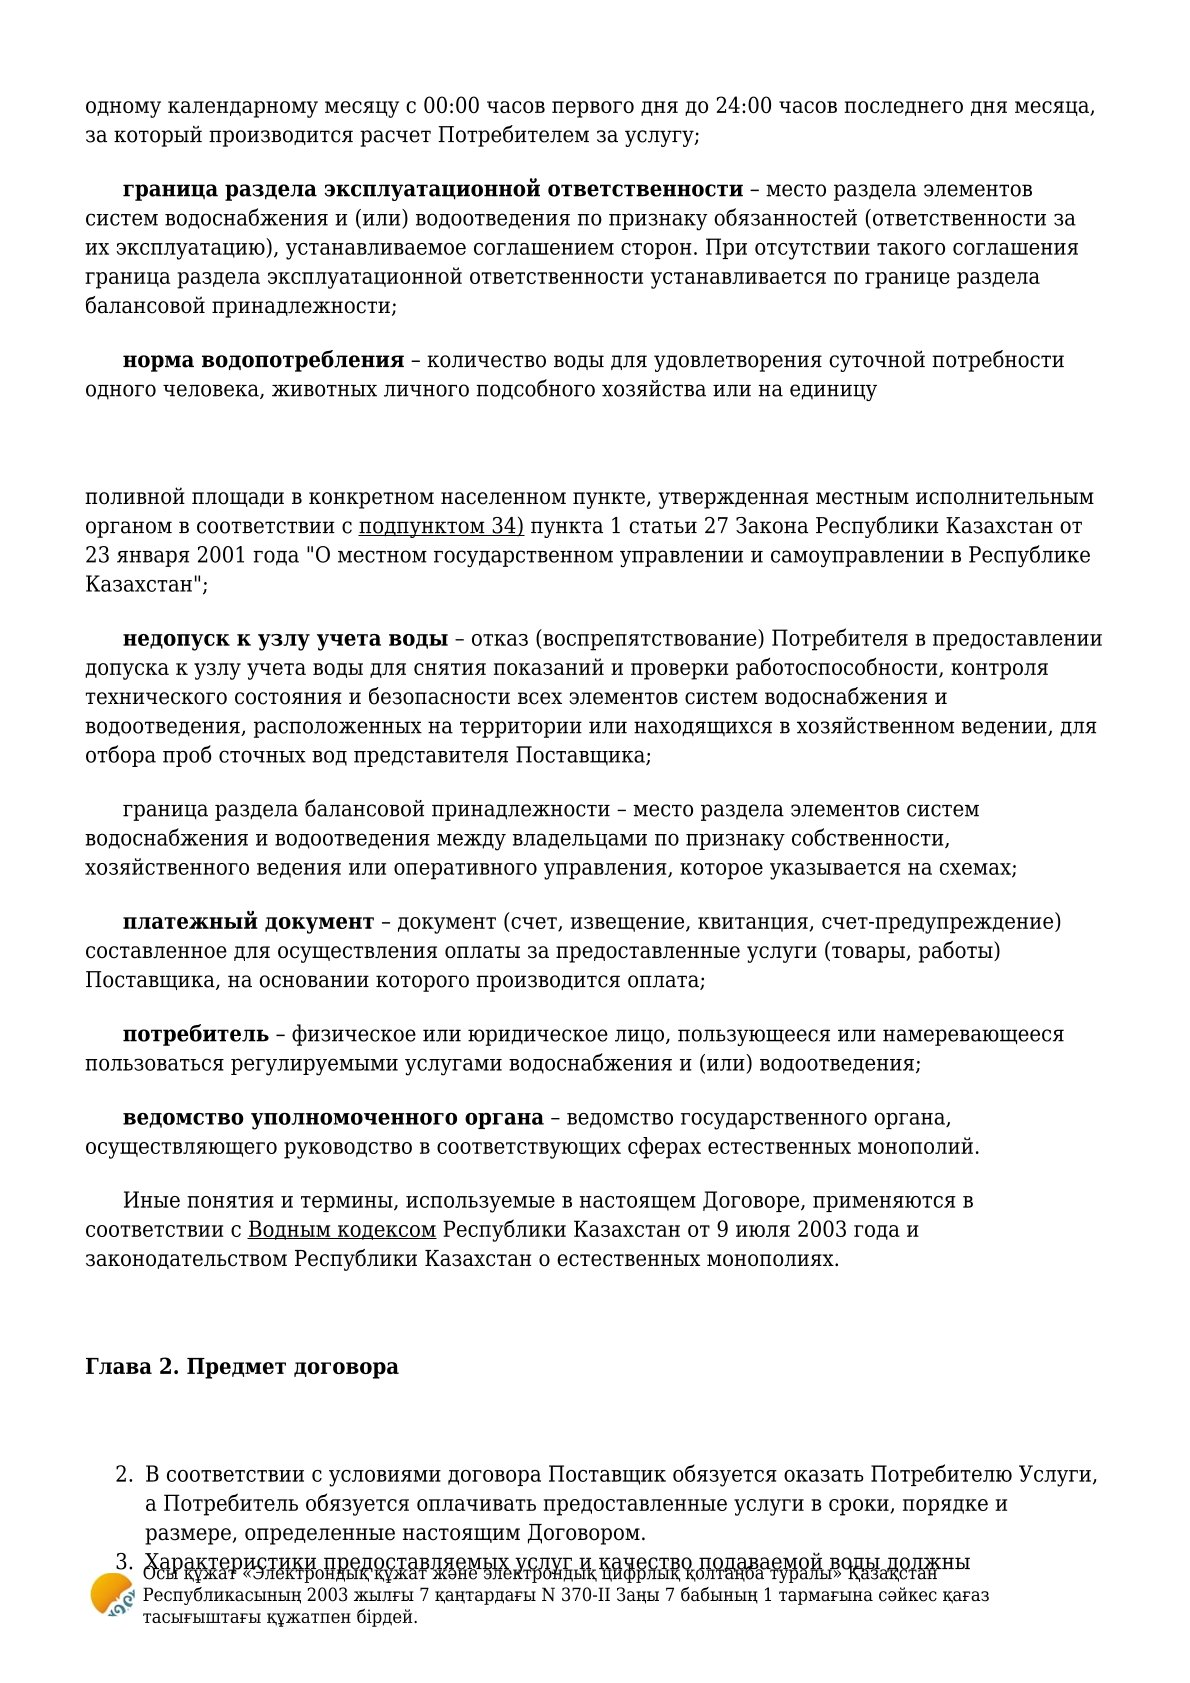 одному календарному месяцу с 00:00 часов первого дня до 24:00 часов последнего дня месяца,
за который производится расчет Потребителем за услугу;
граница раздела эксплуатационной ответственности – место раздела элементов
систем водоснабжения и (или) водоотведения по признаку обязанностей (ответственности за
их эксплуатацию), устанавливаемое соглашением сторон. При отсутствии такого соглашения
граница раздела эксплуатационной ответственности устанавливается по границе раздела
балансовой принадлежности;
норма водопотребления – количество воды для удовлетворения суточной потребности
одного человека, животных личного подсобного хозяйства или на единицу
поливной площади в конкретном населенном пункте, утвержденная местным исполнительным
органом в соответствии с подпунктом 34) пункта 1 статьи 27 Закона Республики Казахстан от
23 января 2001 года "О местном государственном управлении и самоуправлении в Республике
Казахстан";
недопуск к узлу учета воды – отказ (воспрепятствование) Потребителя в предоставлении
допуска к узлу учета воды для снятия показаний и проверки работоспособности, контроля
технического состояния и безопасности всех элементов систем водоснабжения и
водоотведения, расположенных на территории или находящихся в хозяйственном ведении, для
отбора проб сточных вод представителя Поставщика;
граница раздела балансовой принадлежности – место раздела элементов систем
водоснабжения и водоотведения между владельцами по признаку собственности,
хозяйственного ведения или оперативного управления, которое указывается на схемах;
платежный документ – документ (счет, извещение, квитанция, счет-предупреждение)
составленное для осуществления оплаты за предоставленные услуги (товары, работы)
Поставщика, на основании которого производится оплата;
потребитель – физическое или юридическое лицо, пользующееся или намеревающееся
пользоваться регулируемыми услугами водоснабжения и (или) водоотведения;
ведомство уполномоченного органа – ведомство государственного органа,
осуществляющего руководство в соответствующих сферах естественных монополий.
Иные понятия и термины, используемые в настоящем Договоре, применяются в
соответствии с Водным кодексом Республики Казахстан от 9 июля 2003 года и
законодательством Республики Казахстан о естественных монополиях.
Глава 2. Предмет договора
2. В соответствии с условиями договора Поставщик обязуется оказать Потребителю Услуги,
а Потребитель обязуется оплачивать предоставленные услуги в сроки, порядке и
размере, определенные настоящим Договором.
3. Характеристики предоставляемых услуг и качество подаваемой воды должны
Осы құжат «Электрондық құжат және электрондық цифрлық қолтаңба туралы» Қазақстан
Республикасының 2003 жылғы 7 қаңтардағы N 370-II Заңы 7 бабының 1 тармағына сәйкес қағаз
тасығыштағы құжатпен бірдей.